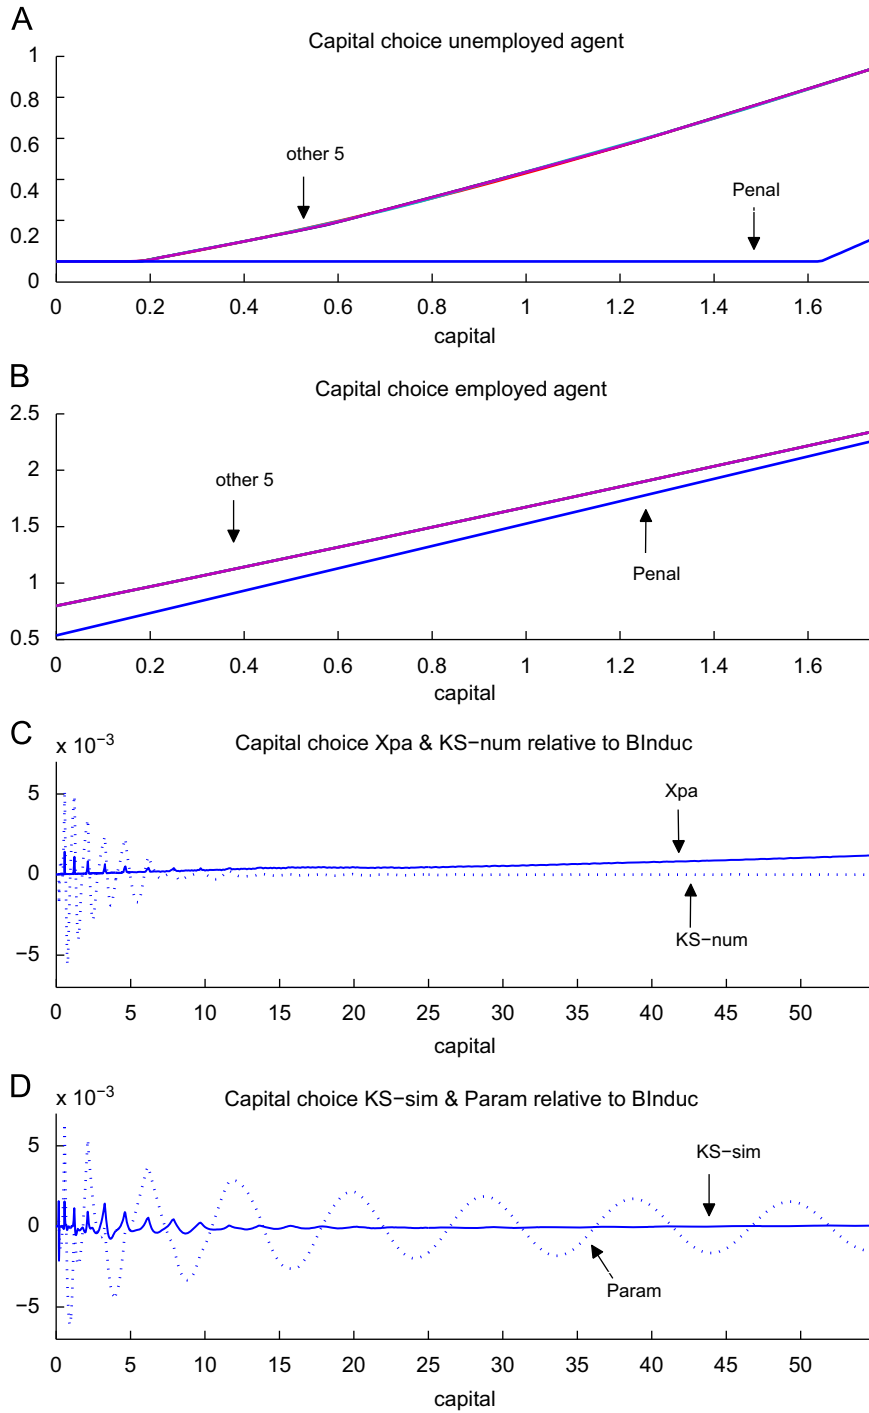 A
Capital choice unemployed agent
1
0.8
0.6
0.4
0.2
0
other 5
Penal
0 0.2 0.4 0.6 0.8 1 1.2 1.4 1.6
capital
B
Capital choice employed agent
2.5
2
1.5
1
0.5
other 5
Penal
0 0.2 0.4 0.6 0.8 1 1.2 1.4 1.6
capital
C
x 10−3
Capital choice Xpa & KS−num relative to BInduc
5
0
−5
Xpa
KS−num
0 5 10 15 20 25 30 35 40 45 50
capital
D
x 10−3
Capital choice KS−sim & Param relative to BInduc
5
0
−5
KS−sim
Param
0 5 10 15 20 25 30 35 40 45 50
capital